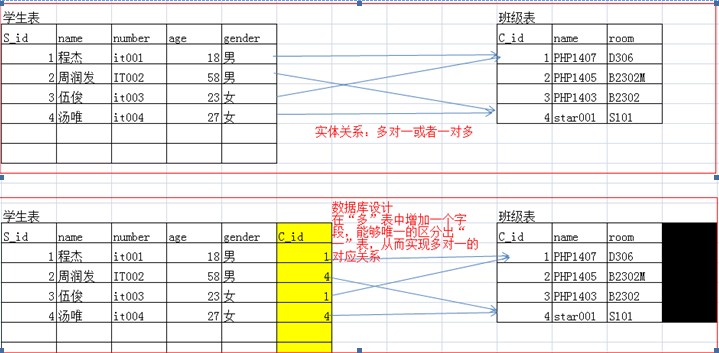 学生表 班级表
S_id name number age gender C_id name room
1 程杰 it001 18 男 1 PHP1407 D306
2 周润发 IT002 58 男 2 PHP1405 B2302M
3 伍俊 it003 23 女 3 PHP1403 B2302
4 汤唯 it004 27 女 4 star001 S101
实体关系：多对一或者一对多
数据库设计
在“多”表中增加一个字
段，能够唯一的区分出“
一”表，从而实现多对一的
对应关系
学生表 班级表
S_id name number age gender C_id C_id name room
1 程杰 it001 18 男 1 1 PHP1407 D306
2 周润发 IT002 58 男 4 2 PHP1405 B2302M
3 伍俊 it003 23 女 1 3 PHP1403 B2302
4 汤唯 it004 27 女 4 4 star001 S101